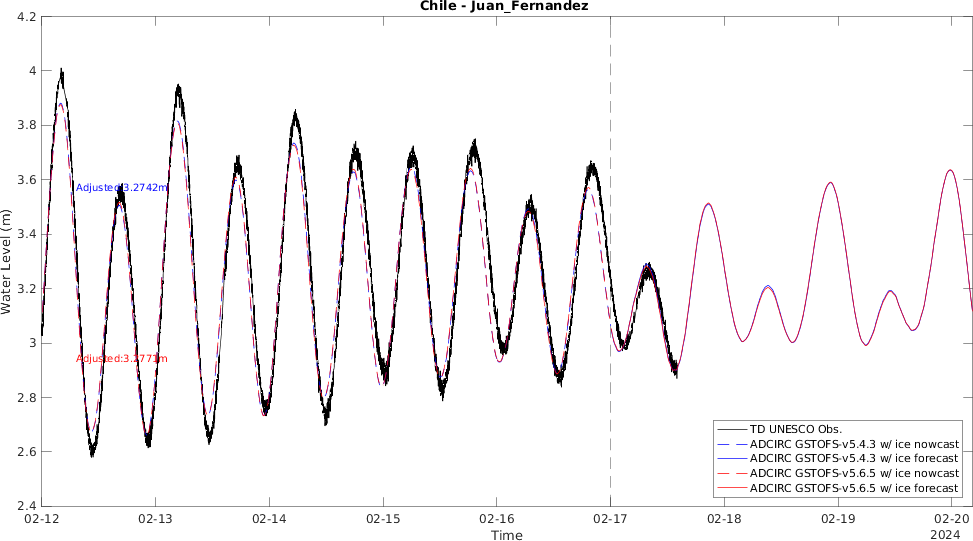 Chile - Juan_Fernandez
4.2
4
3.8
3.6
3.4
3.2
3
2.8
2.6
2.4
Water Level (m)
Adjusted:3.2742m
Adjusted:3.2771m
TD UNESCO Obs.
ADCIRC GSTOFS-v5.4.3 w/ ice nowcast
ADCIRC GSTOFS-v5.4.3 w/ ice forecast
ADCIRC GSTOFS-v5.6.5 w/ ice nowcast
ADCIRC GSTOFS-v5.6.5 w/ ice forecast
02-12 02-13 02-14 02-15 02-16 02-17 02-18 02-19 02-20
Time
2024